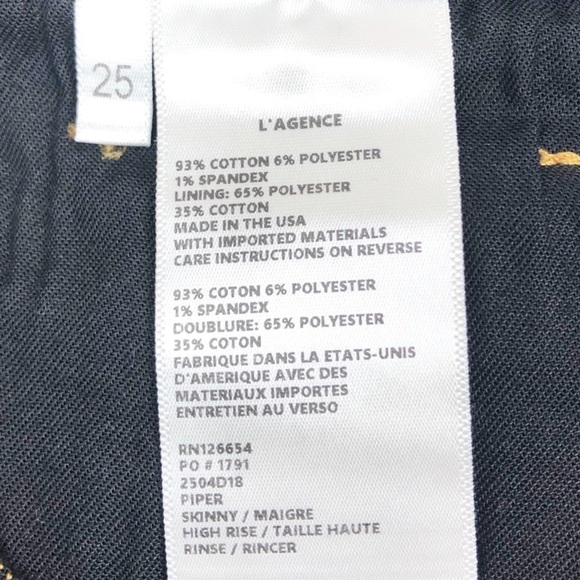 25
L'AGENCE
93% COTTON 6% POLYESTER
1% SPANDEX
LINING: 65% POLYESTER
35% COTTON
MADE IN THE USA
WITH IMPORTED MATERIALS
CARE INSTRUCTIONS ON REVERSE
93% COTON 6% POLYESTER
1% SPANDEX
DOUBLURE: 65% POLYESTER
35% COTON
FABRIQUE DANS LA ETATS-UNIS
D'AMERIQUE AVEC DES
MATERIAUX IMPORTES
ENTRETIEN AU VERSO
RN126654
PO # 1791
2504D18
PIPER
SKINNY / MAIGRE
HIGH RISE / TAILLE HAUTE
RINSE / RINCER